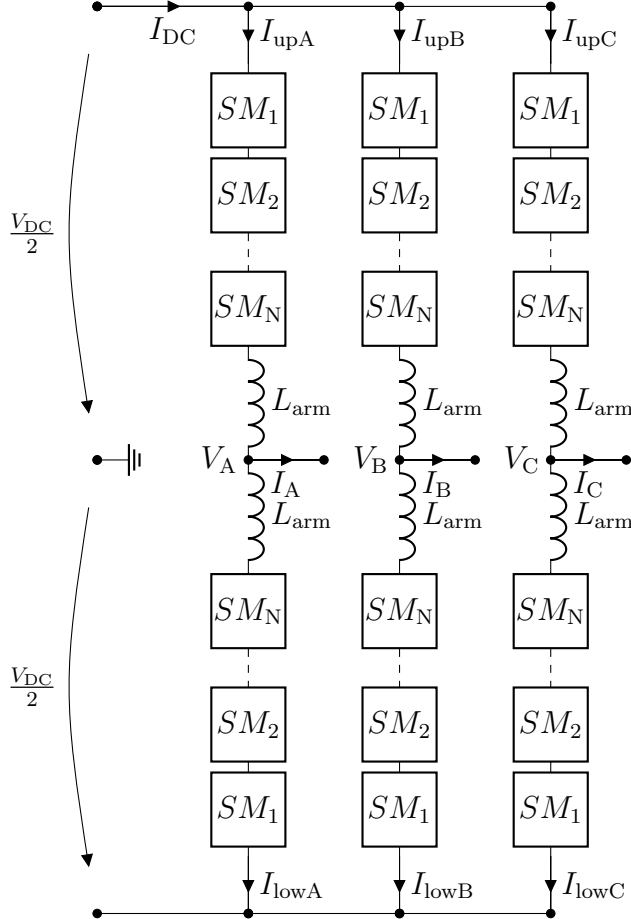 I_DC I_upA I_upB I_upC
SM_1 SM_1 SM_1
SM_2 SM_2 SM_2
V_DC/2
SM_N SM_N SM_N
L_arm L_arm L_arm
V_A V_B V_C
I_A I_B I_C
L_arm L_arm L_arm
SM_N SM_N SM_N
V_DC/2
SM_2 SM_2 SM_2
SM_1 SM_1 SM_1
I_lowA I_lowB I_lowC